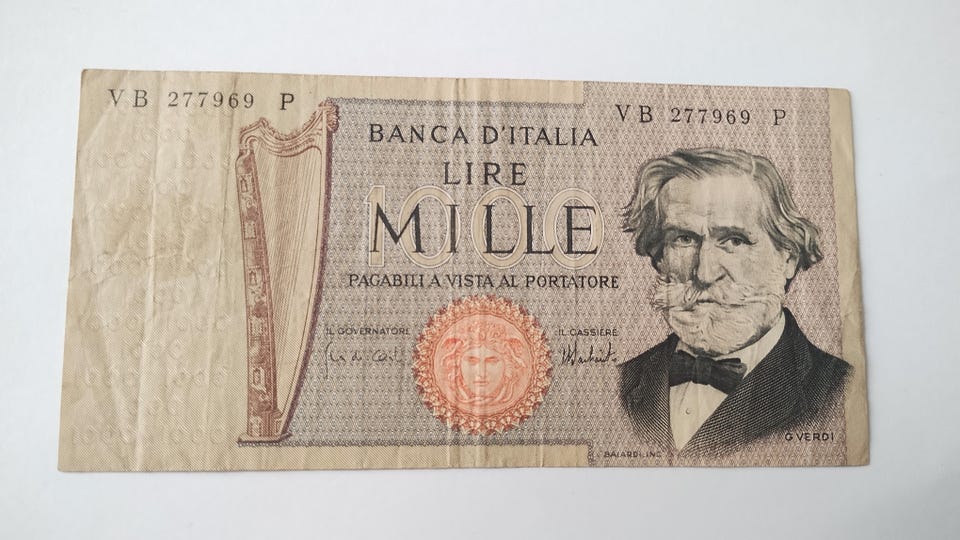 VB 277969 P
VB 277969 P
BANCA D'ITALIA
LIRE
1000
MILLE
PAGABILI A VISTA AL PORTATORE
IL GOVERNATORE
IL CASSIERE
G. VERDI
BAIARDI. INC.